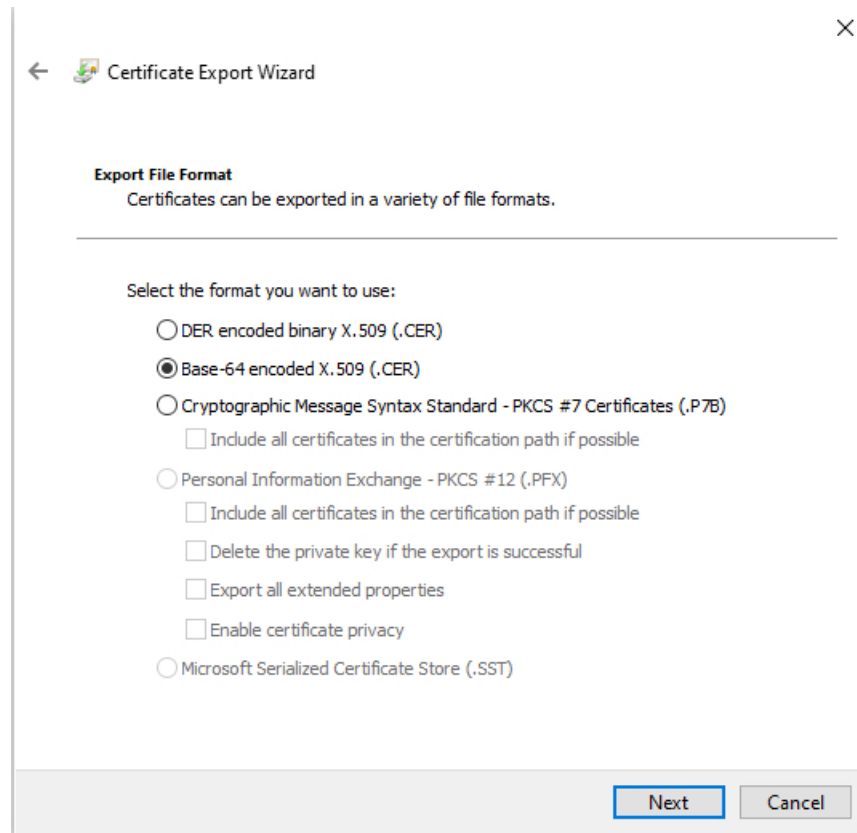 Certificate Export Wizard
Export File Format
Certificates can be exported in a variety of file formats.
Select the format you want to use:
DER encoded binary X.509 (.CER)
Base-64 encoded X.509 (.CER)
Cryptographic Message Syntax Standard - PKCS #7 Certificates (.P7B)
Include all certificates in the certification path if possible
Personal Information Exchange - PKCS #12 (.PFX)
Include all certificates in the certification path if possible
Delete the private key if the export is successful
Export all extended properties
Enable certificate privacy
Microsoft Serialized Certificate Store (.SST)
Next Cancel